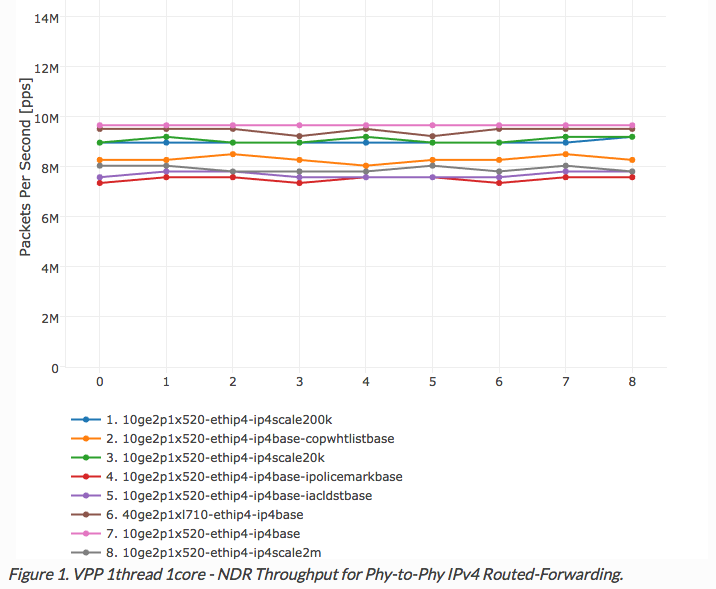 14M
12M
10M
8M
6M
4M
2M
0
Packets Per Second [pps]
0 1 2 3 4 5 6 7 8
1. 10ge2p1x520-ethip4-ip4scale200k
2. 10ge2p1x520-ethip4-ip4base-copwhtlistbase
3. 10ge2p1x520-ethip4-ip4scale20k
4. 10ge2p1x520-ethip4-ip4base-ipolicemarkbase
5. 10ge2p1x520-ethip4-ip4base-iacldstbase
6. 40ge2p1xl710-ethip4-ip4base
7. 10ge2p1x520-ethip4-ip4base
8. 10ge2p1x520-ethip4-ip4scale2m
Figure 1. VPP 1thread 1core - NDR Throughput for Phy-to-Phy IPv4 Routed-Forwarding.